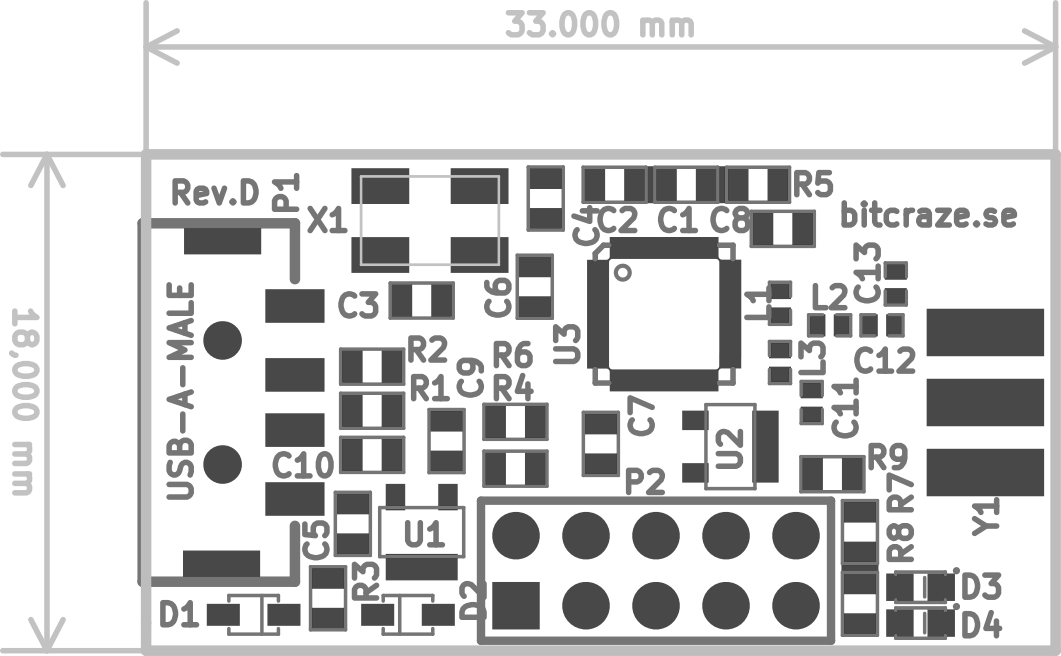 33.000 mm
18,000 mm
Rev.D
P1
X1
C4
C2
C1
C8
R5
bitcraze.se
C3
C6
U3
L1
L2
C13
L3
C12
C11
USB-A-MALE
R2
R1
C9
R6
R4
C7
U2
R9
C10
P2
R7
Y1
C5
U1
R8
R3
D1
D2
D3
D4